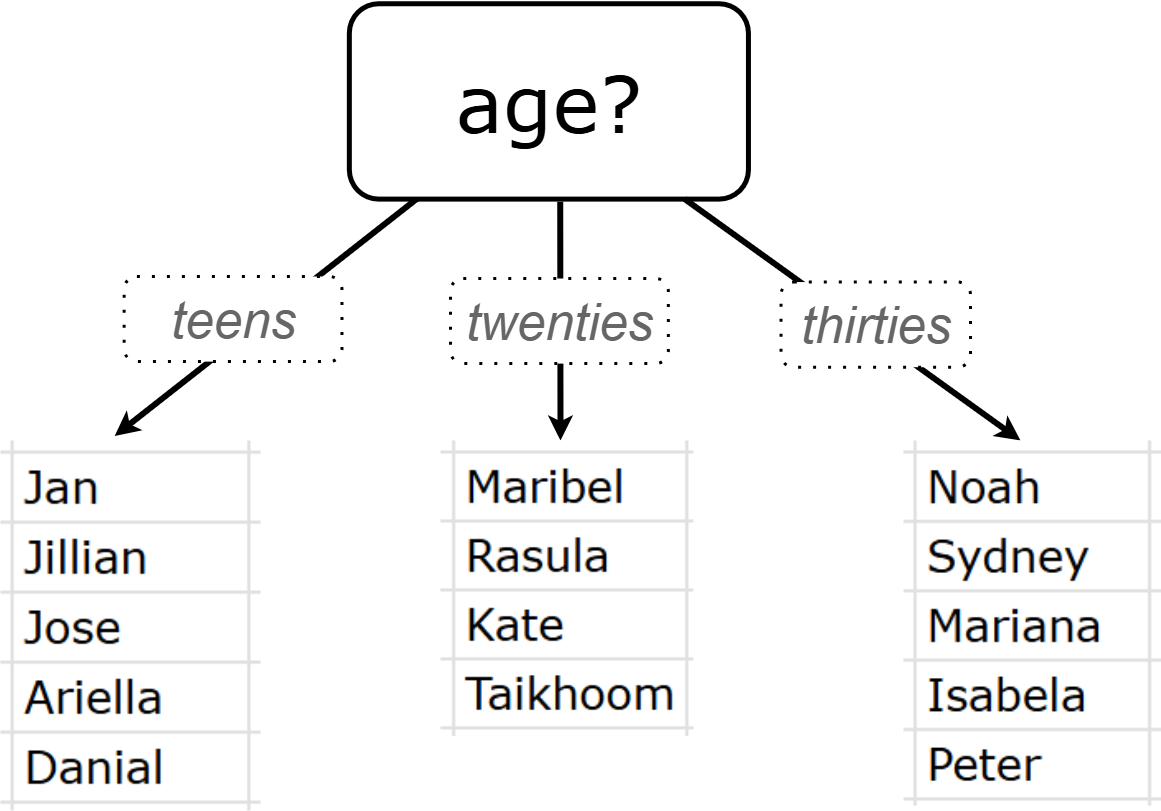 age?
teens
twenties
thirties
Jan
Jillian
Jose
Ariella
Danial
Maribel
Rasula
Kate
Taikhoom
Noah
Sydney
Mariana
Isabela
Peter